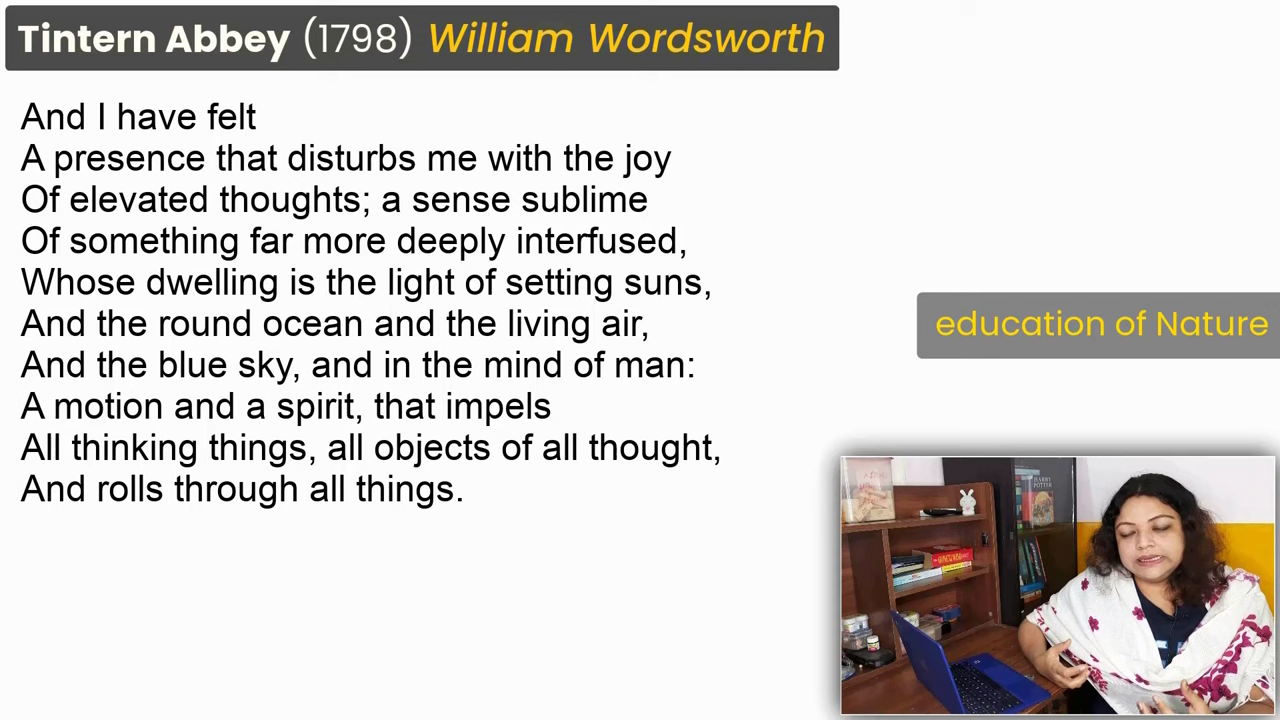 Tintern Abbey (1798) William Wordsworth
And I have felt
A presence that disturbs me with the joy
Of elevated thoughts; a sense sublime
Of something far more deeply interfused,
Whose dwelling is the light of setting suns,
And the round ocean and the living air,
And the blue sky, and in the mind of man:
A motion and a spirit, that impels
All thinking things, all objects of all thought,
And rolls through all things.
education of Nature
HARRY
POTTER